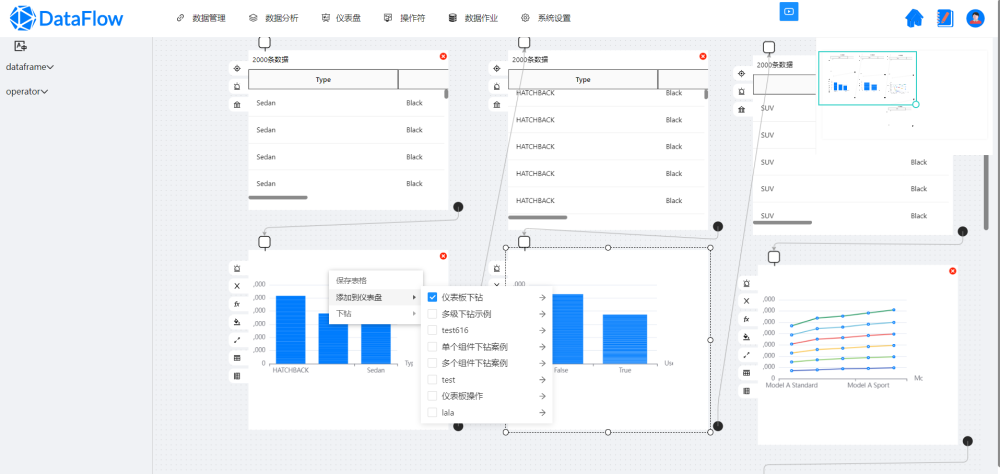 DataFlow
数据管理
数据分析
仪表盘
操作符
数据作业
系统设置
dataframe
operator
2000条数据
Type
Sedan Black
Sedan Black
Sedan Black
Sedan Black
2000条数据
Type
HATCHBACK Black
HATCHBACK Black
HATCHBACK Black
HATCHBACK Black
HATCHBACK Black
2000条数据
SUV
SUV
SUV Black
SUV Black
SUV Black
,000
,000
,000
,000
0
HATCHBACK
Sedan
Ty
X
fx
保存表格
添加到仪表盘
下钻
仪表板下钻
多级下钻示例
test616
单个组件下钻案例
多个组件下钻案例
test
仪表板操作
lala
,000
False
True
Use
X
fx
,000
,000
,000
,000
0
Model A Standard
Model A Sport
Mc